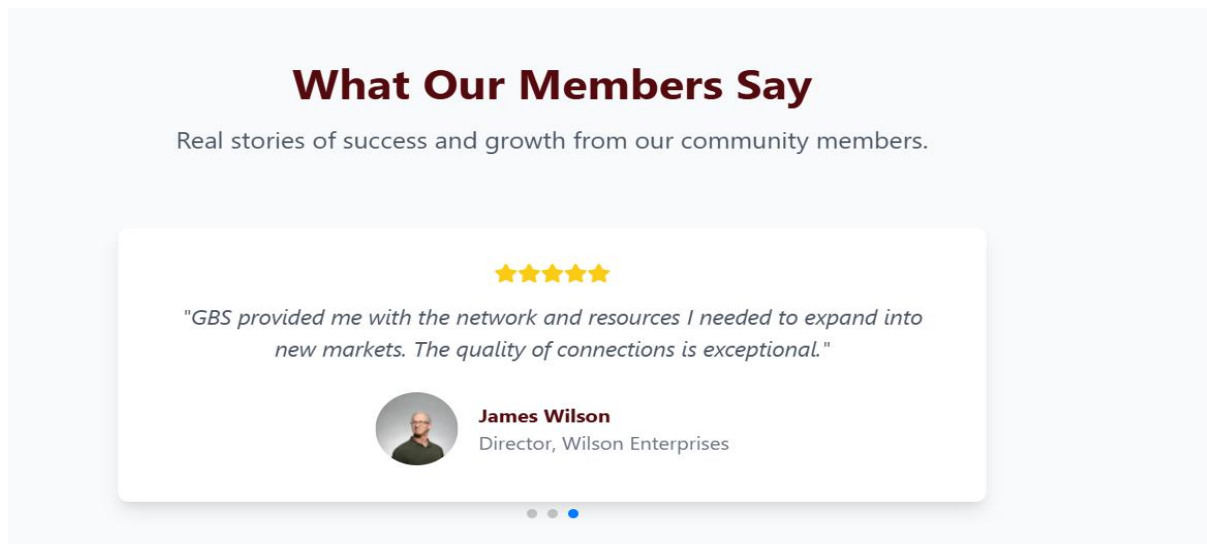 What Our Members Say
Real stories of success and growth from our community members.
"GBS provided me with the network and resources I needed to expand into
new markets. The quality of connections is exceptional."
James Wilson
Director, Wilson Enterprises